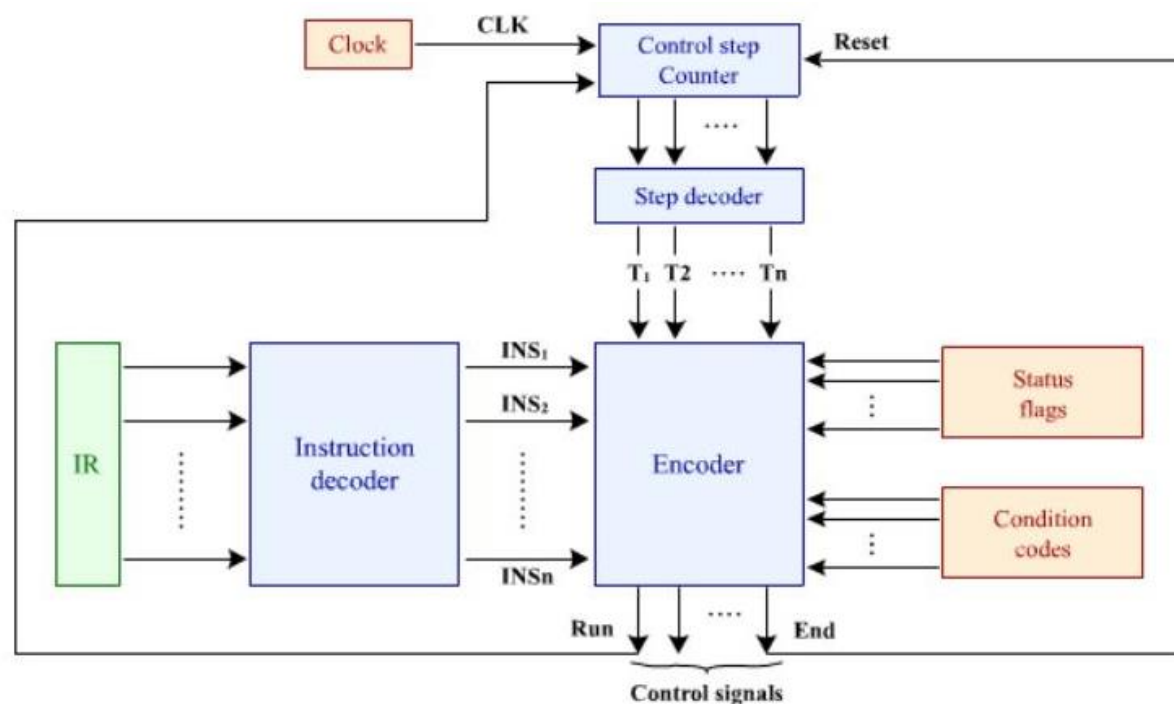 CLK
Clock
Control step
Counter
Reset
....
Step decoder
T₁ T2 .... Tn
IR
Instruction
decoder
INS₁
INS₂
INSn
Encoder
Status
flags
Condition
codes
Run
....
End
Control signals